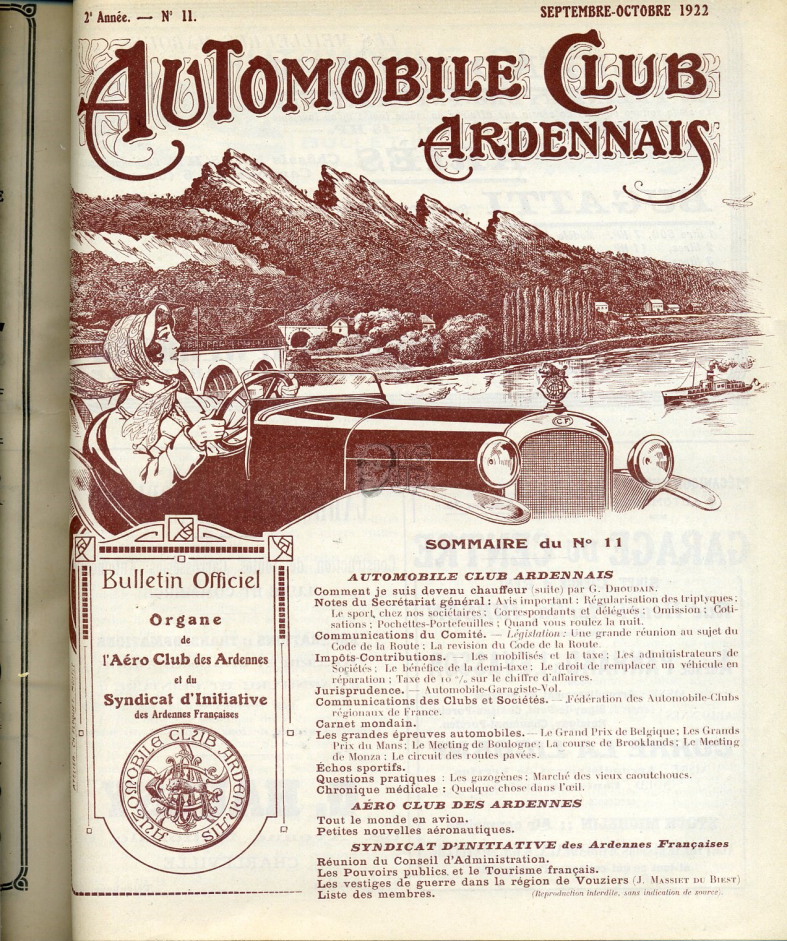 2e Année. — N° 11.
SEPTEMBRE-OCTOBRE 1922
AUTOMOBILE CLUB
ARDENNAIS
CF
Bulletin Officiel
Organe
de
l'Aéro Club des Ardennes
et du
Syndicat d'Initiative
des Ardennes Françaises
AUTOMOBILE CLUB ARDENNAIS
SOMMAIRE du N° 11
AUTOMOBILE CLUB ARDENNAIS
Comment je suis devenu chauffeur (suite) par G. DHOUDAIN.
Notes du Secrétariat général : Avis important : Régularisation des triptyques;
Le sport chez nos sociétaires; Correspondants et délégués; Omission; Coti-
sations; Pochettes-Portefeuilles; Quand vous roulez la nuit.
Communications du Comité. — Législation : Une grande réunion au sujet du
Code de la Route; La revision du Code de la Route.
Impôts-Contributions. — Les mobilisés et la taxe; Les administrateurs de
Sociétés; Le bénéfice de la demi-taxe; Le droit de remplacer un véhicule en
réparation; Taxe de 10 % sur le chiffre d'affaires.
Jurisprudence. — Automobile-Garagiste-Vol.
Communications des Clubs et Sociétés. — Fédération des Automobile-Clubs
régionaux de France.
Carnet mondain.
Les grandes épreuves automobiles. — Le Grand Prix de Belgique; Les Grands
Prix du Mans; Le Meeting de Boulogne; La course de Brooklands; Le Meeting
de Monza; Le circuit des routes pavées.
Échos sportifs.
Questions pratiques : Les gazogènes; Marché des vieux caoutchoucs.
Chronique médicale : Quelque chose dans l'œil.
AÉRO CLUB DES ARDENNES
Tout le monde en avion.
Petites nouvelles aéronautiques.
SYNDICAT D'INITIATIVE des Ardennes Françaises
Réunion du Conseil d'Administration.
Les Pouvoirs publics et le Tourisme français.
Les vestiges de guerre dans la région de Vouziers (J. MASSIET DU BIEST)
Liste des membres.
(Reproduction interdite, sans indication de source).